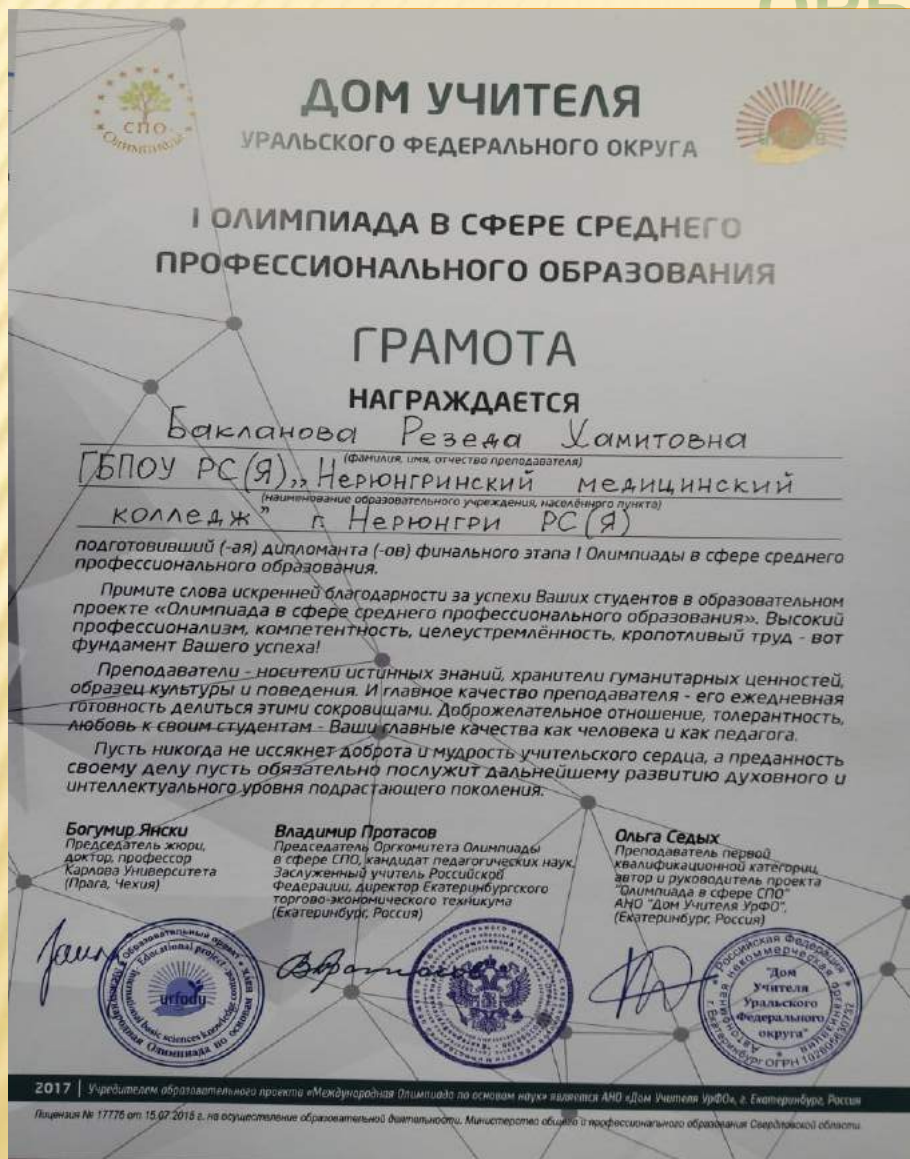 СПО
Олимпиада
ДОМ УЧИТЕЛЯ
УРАЛЬСКОГО ФЕДЕРАЛЬНОГО ОКРУГА
I ОЛИМПИАДА В СФЕРЕ СРЕДНЕГО
ПРОФЕССИОНАЛЬНОГО ОБРАЗОВАНИЯ
ГРАМОТА
НАГРАЖДАЕТСЯ
Бакланова Резеда Хамитовна
(фамилия, имя, отчество преподавателя)
ГБПОУ РС(Я) „Нерюнгринский медицинский
(наименование образовательного учреждения, населённого пункта)
колледж” г. Нерюнгри РС(Я)
подготовивший (-ая) дипломанта (-ов) финального этапа I Олимпиады в сфере среднего
профессионального образования.
Примите слова искренней благодарности за успехи Ваших студентов в образовательном
проекте «Олимпиада в сфере среднего профессионального образования». Высокий
профессионализм, компетентность, целеустремлённость, кропотливый труд - вот
фундамент Вашего успеха!
Преподаватели - носители истинных знаний, хранители гуманитарных ценностей,
образец культуры и поведения. И главное качество преподавателя - его ежедневная
готовность делиться этими сокровищами. Доброжелательное отношение, толерантность,
любовь к своим студентам - Ваши главные качества как человека и как педагога.
Пусть никогда не иссякнет доброта и мудрость учительского сердца, а преданность
своему делу пусть обязательно послужит дальнейшему развитию духовного и
интеллектуального уровня подрастающего поколения.
Богумир Янски
Председатель жюри,
доктор, профессор
Карлова Университета
(Прага, Чехия)
Владимир Протасов
Председатель Оргкомитета Олимпиады
в сфере СПО, кандидат педагогических наук,
Заслуженный учитель Российской
Федерации, директор Екатеринбургского
торгово-экономического техникума
(Екатеринбург, Россия)
Ольга Седых
Преподаватель первой
квалификационной категории,
автор и руководитель проекта
"Олимпиада в сфере СПО"
АНО "Дом Учителя УрФО".
(Екатеринбург, Россия)
urfodu
"Дом
Учителя
Уральского
Федерального
округа"
2017 | Учредителем образовательного проекта «Международная Олимпиада по основам наук» является АНО «Дом Учителя УрФО», г. Екатеринбург, Россия
Лицензия № 17776 от 15.07.2016 г. на осуществление образовательной деятельности. Министерство общего и профессионального образования Свердловской области